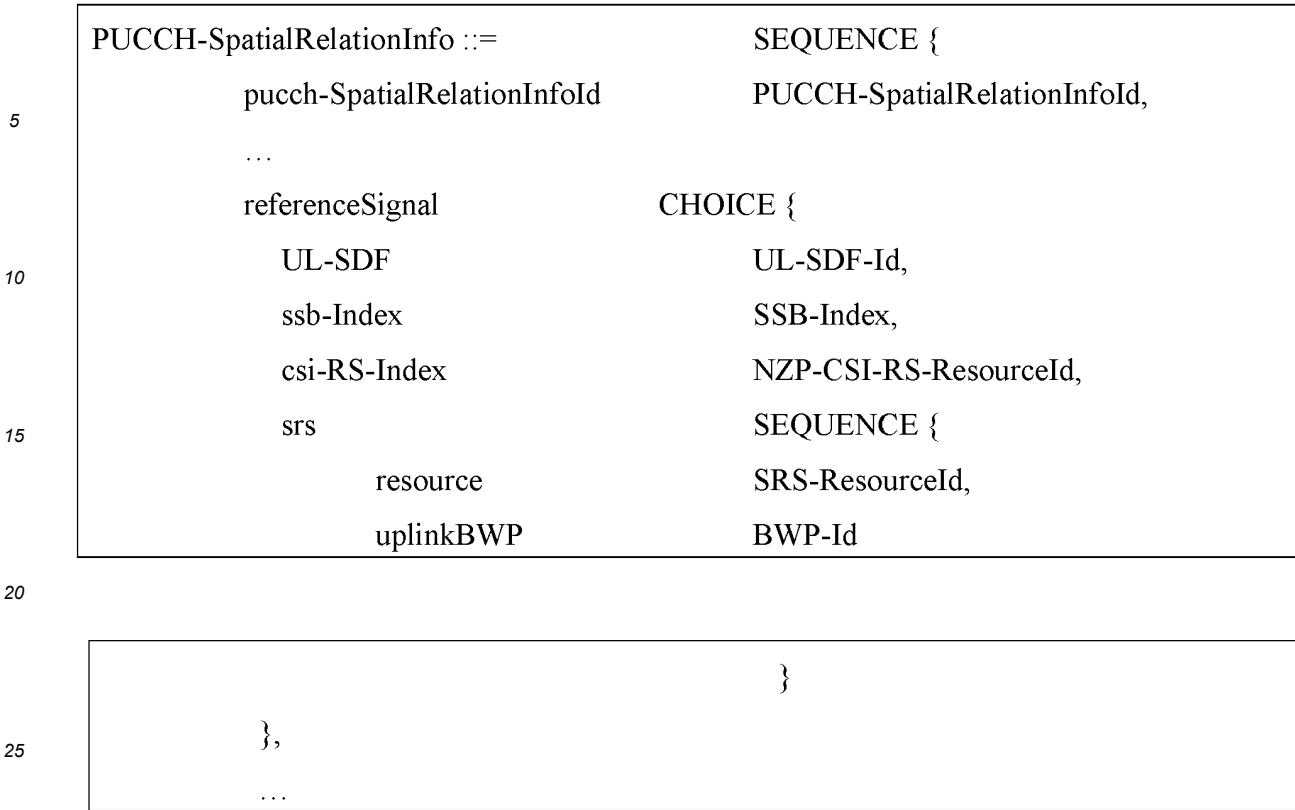 PUCCH-SpatialRelationInfo ::= SEQUENCE {
pucch-SpatialRelationInfoId PUCCH-SpatialRelationInfoId,
5
...
referenceSignal CHOICE {
UL-SDF UL-SDF-Id,
10
ssb-Index SSB-Index,
csi-RS-Index NZP-CSI-RS-ResourceId,
srs SEQUENCE {
15
resource SRS-ResourceId,
uplinkBWP BWP-Id
20
}
},
25
...